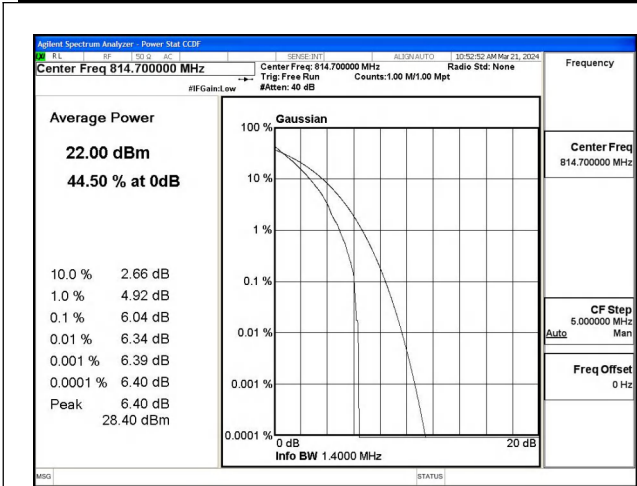 Agilent Spectrum Analyzer - Power Stat CCDF
RL RF 50 Ω AC SENSE:INT ALIGN AUTO 10:52:52 AM Mar 21, 2024
Center Freq 814.700000 MHz
Center Freq: 814.700000 MHz Radio Std: None
Trig: Free Run Counts:1.00 M/1.00 Mpt
#IFGain:Low #Atten: 40 dB
Frequency
Average Power
22.00 dBm
44.50 % at 0dB
10.0 % 2.66 dB
1.0 % 4.92 dB
0.1 % 6.04 dB
0.01 % 6.34 dB
0.001 % 6.39 dB
0.0001 % 6.40 dB
Peak 6.40 dB
28.40 dBm
Gaussian
100 %
10 %
1 %
0.1 %
0.01 %
0.001 %
0.0001 %
0 dB 20 dB
Info BW 1.4000 MHz
Center Freq
814.700000 MHz
CF Step
5.000000 MHz
Auto Man
Freq Offset
0 Hz
MSG STATUS